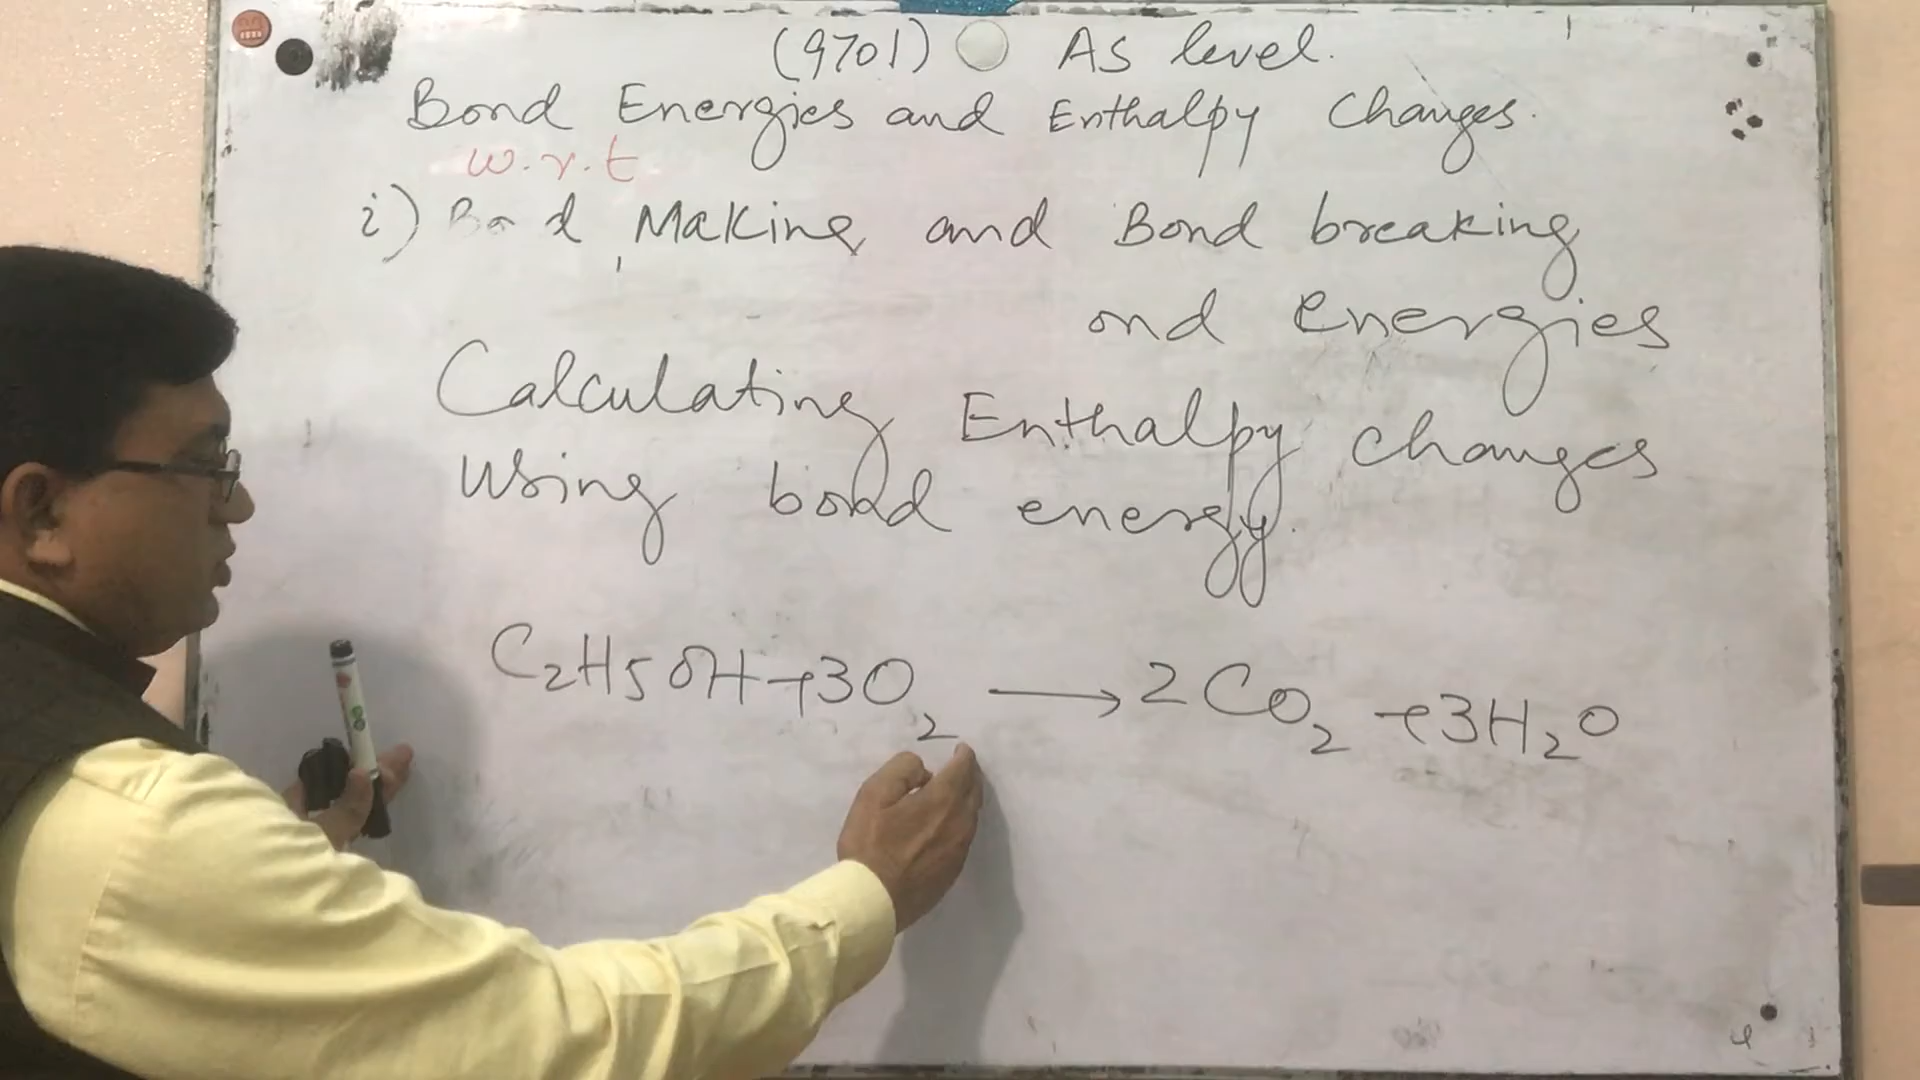 (9701) As level.
Bond Energies and Enthalpy Changes.
w.r.t
i) Bond Making and Bond breaking
and energies
Calculating Enthalpy changes
Using bond energy.
C₂H₅OH+3O₂ → 2CO₂ +3H₂O